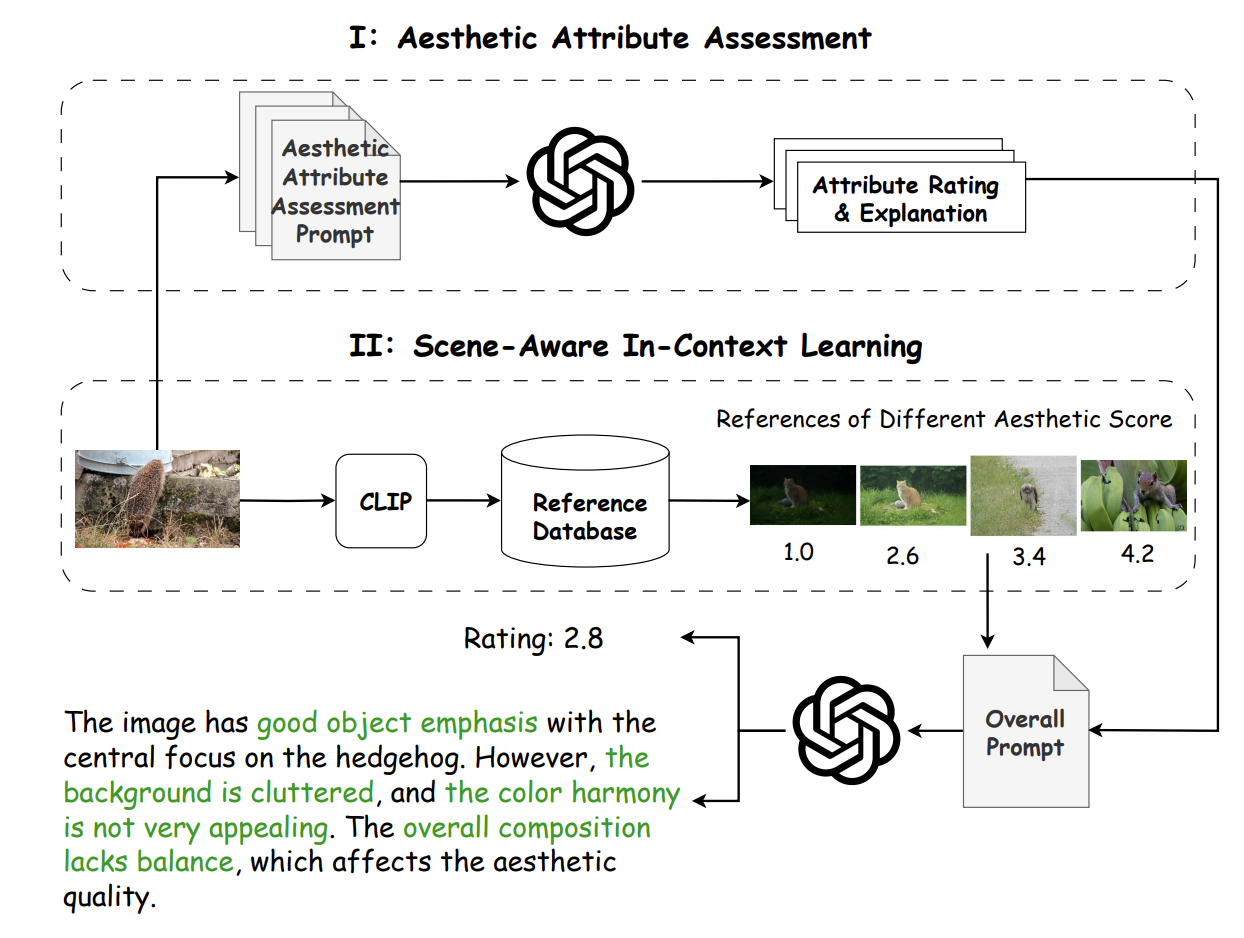 I: Aesthetic Attribute Assessment
Aesthetic
Attribute
Assessment
Prompt
Attribute Rating
& Explanation
II: Scene-Aware In-Context Learning
References of Different Aesthetic Score
CLIP
Reference
Database
1.0
2.6
3.4
4.2
Rating: 2.8
Overall
Prompt
The image has good object emphasis with the
central focus on the hedgehog. However, the
background is cluttered, and the color harmony
is not very appealing. The overall composition
lacks balance, which affects the aesthetic
quality.